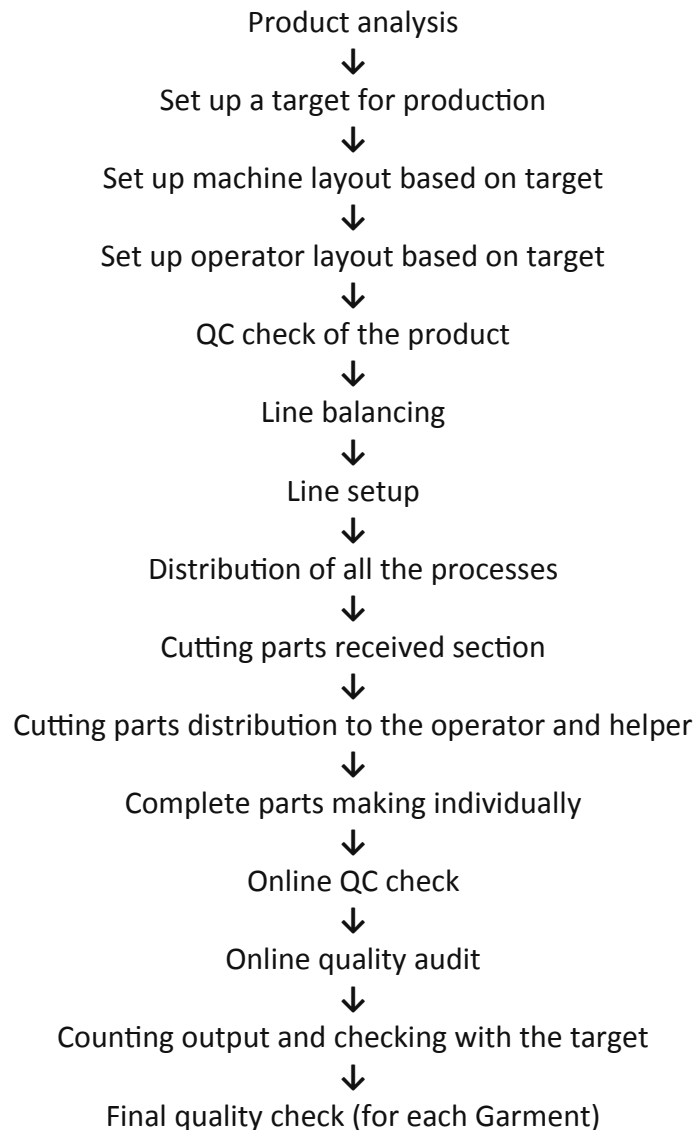 Product analysis
↓
Set up a target for production
↓
Set up machine layout based on target
↓
Set up operator layout based on target
↓
QC check of the product
↓
Line balancing
↓
Line setup
↓
Distribution of all the processes
↓
Cutting parts received section
↓
Cutting parts distribution to the operator and helper
↓
Complete parts making individually
↓
Online QC check
↓
Online quality audit
↓
Counting output and checking with the target
↓
Final quality check (for each Garment)